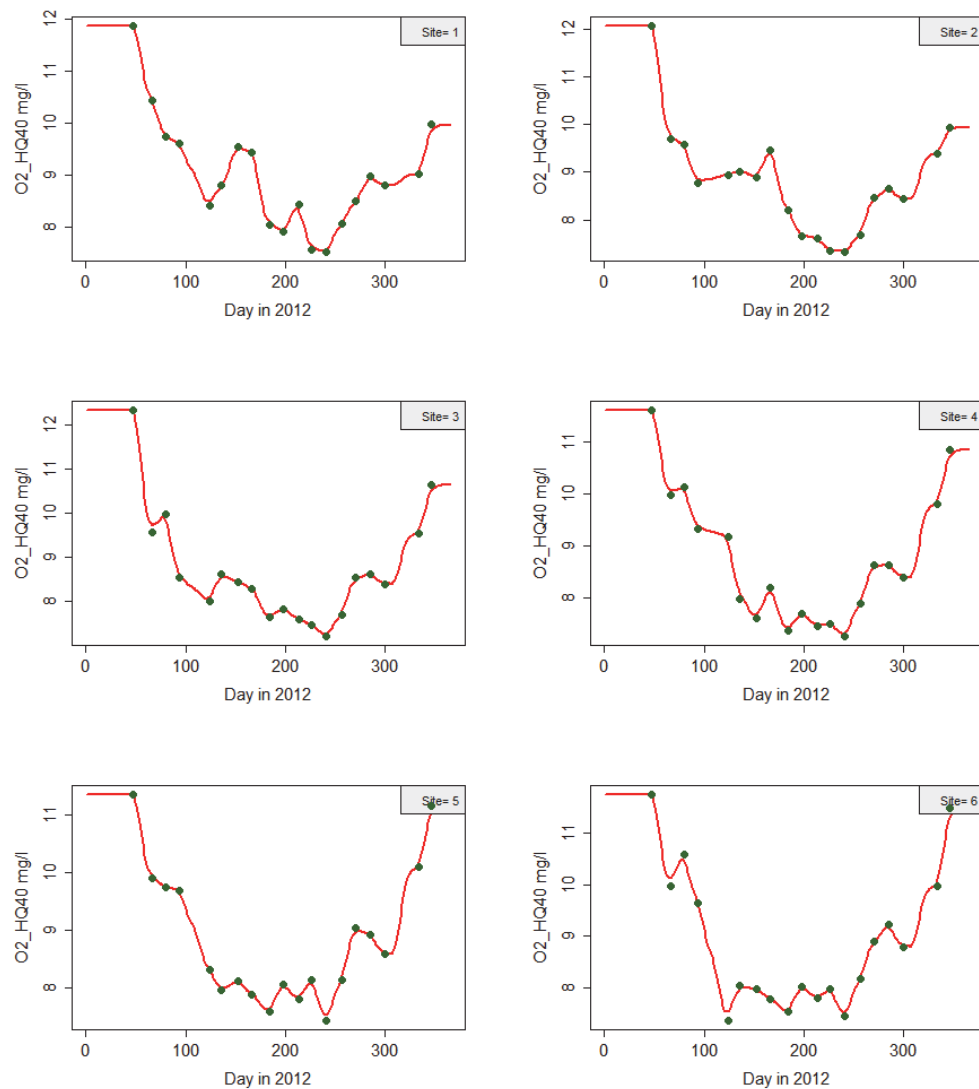 Site= 1
O2_HQ40 mg/l
12
11
10
9
8
0 100 200 300
Day in 2012
Site= 2
O2_HQ40 mg/l
12
11
10
9
8
0 100 200 300
Day in 2012
Site= 3
O2_HQ40 mg/l
12
11
10
9
8
0 100 200 300
Day in 2012
Site= 4
O2_HQ40 mg/l
11
10
9
8
0 100 200 300
Day in 2012
Site= 5
O2_HQ40 mg/l
11
10
9
8
0 100 200 300
Day in 2012
Site= 6
O2_HQ40 mg/l
11
10
9
8
0 100 200 300
Day in 2012